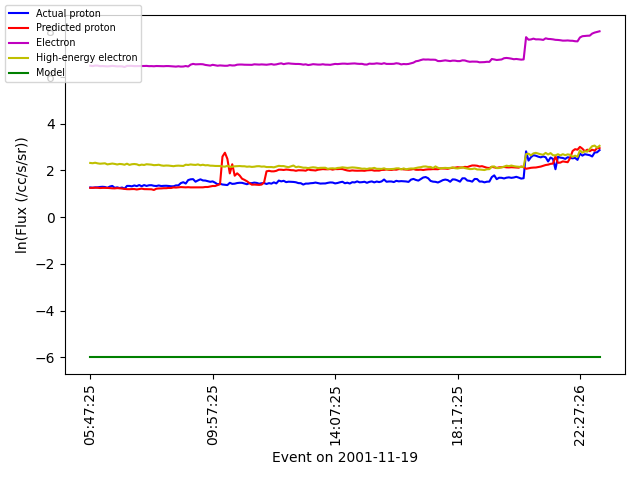 Actual proton
Predicted proton
Electron
High-energy electron
Model
8
6
4
2
0
−2
−4
−6
ln(Flux (/cc/s/sr))
05:47:25
09:57:25
14:07:25
18:17:25
22:27:26
Event on 2001-11-19